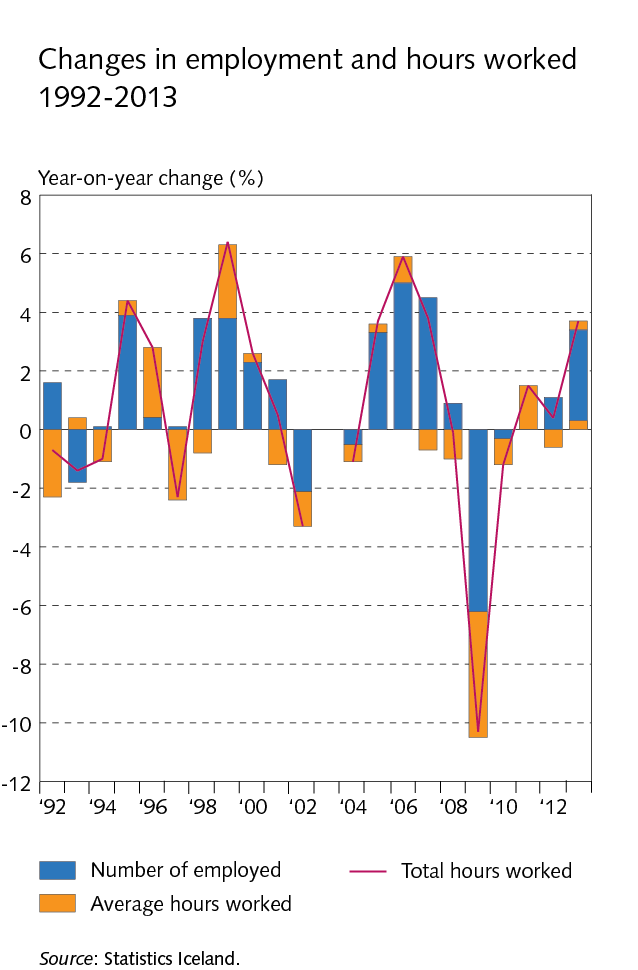 Changes in employment and hours worked
1992-2013
Year-on-year change (%)
8
6
4
2
0
-2
-4
-6
-8
-10
-12
‘92 ‘94 ‘96 ‘98 ‘00 ‘02 ‘04 ‘06 ‘08 ‘10 ‘12
Number of employed Total hours worked
Average hours worked
Source: Statistics Iceland.